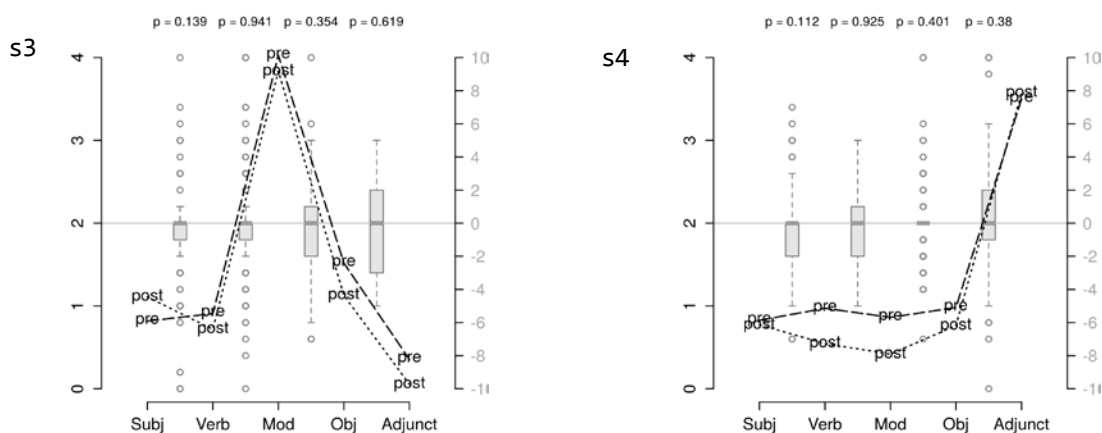 p = 0.139 p = 0.941 p = 0.354 p = 0.619
s3
4
3
2
1
0
pre
post
post
pre
pre
post
pre
post
pre
post
10
8
6
4
2
0
-2
-4
-6
-8
-10
Subj Verb Mod Obj Adjunct
p = 0.112 p = 0.925 p = 0.401 p = 0.38
s4
4
3
2
1
0
post
pre
pre
post
pre
post
pre
post
pre
post
10
8
6
4
2
0
-2
-4
-6
-8
-10
Subj Verb Mod Obj Adjunct